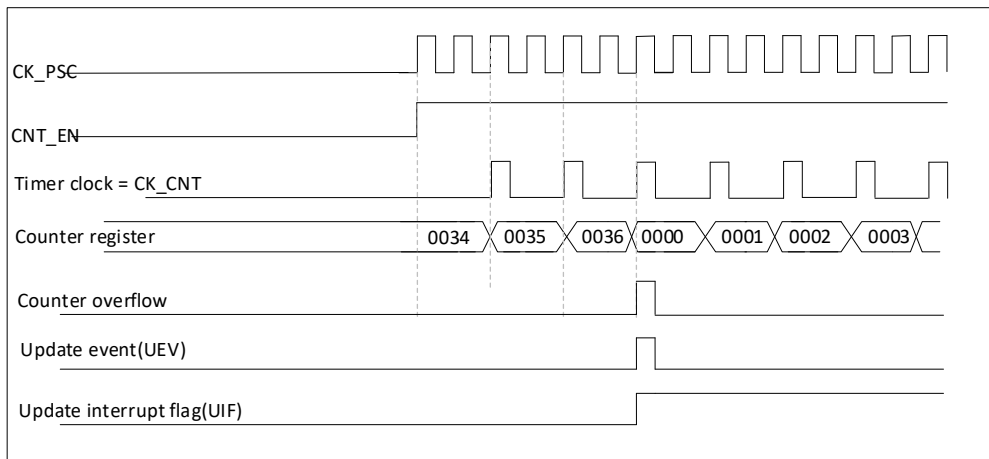 CK_PSC
CNT_EN
Timer clock = CK_CNT
Counter register
0034 0035 0036 0000 0001 0002 0003
Counter overflow
Update event(UEV)
Update interrupt flag(UIF)